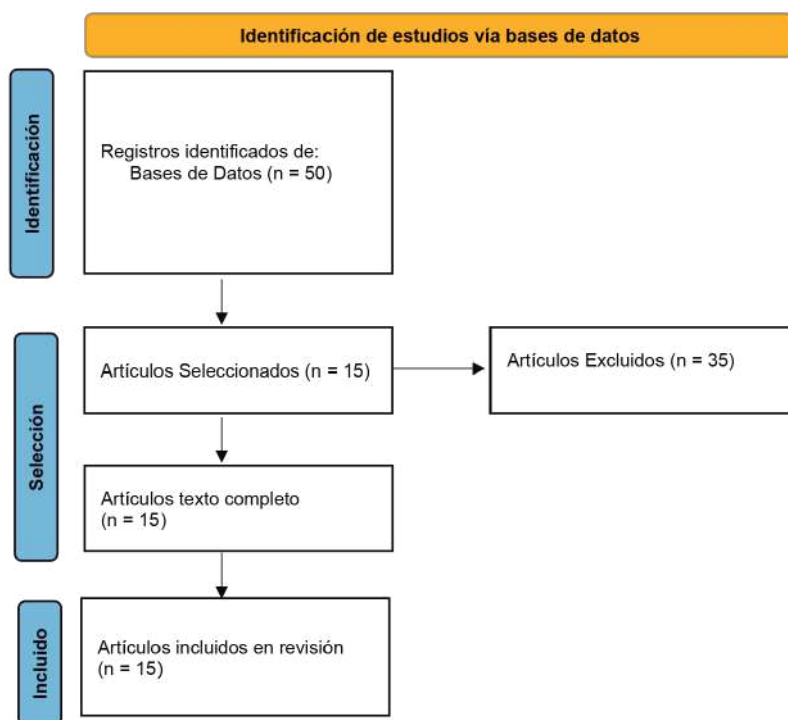 Identificación de estudios vía bases de datos
Identificación
Registros identificados de:
Bases de Datos (n = 50)
Selección
Artículos Seleccionados (n = 15)
Artículos Excluidos (n = 35)
Artículos texto completo
(n = 15)
Incluido
Artículos incluidos en revisión
(n = 15)